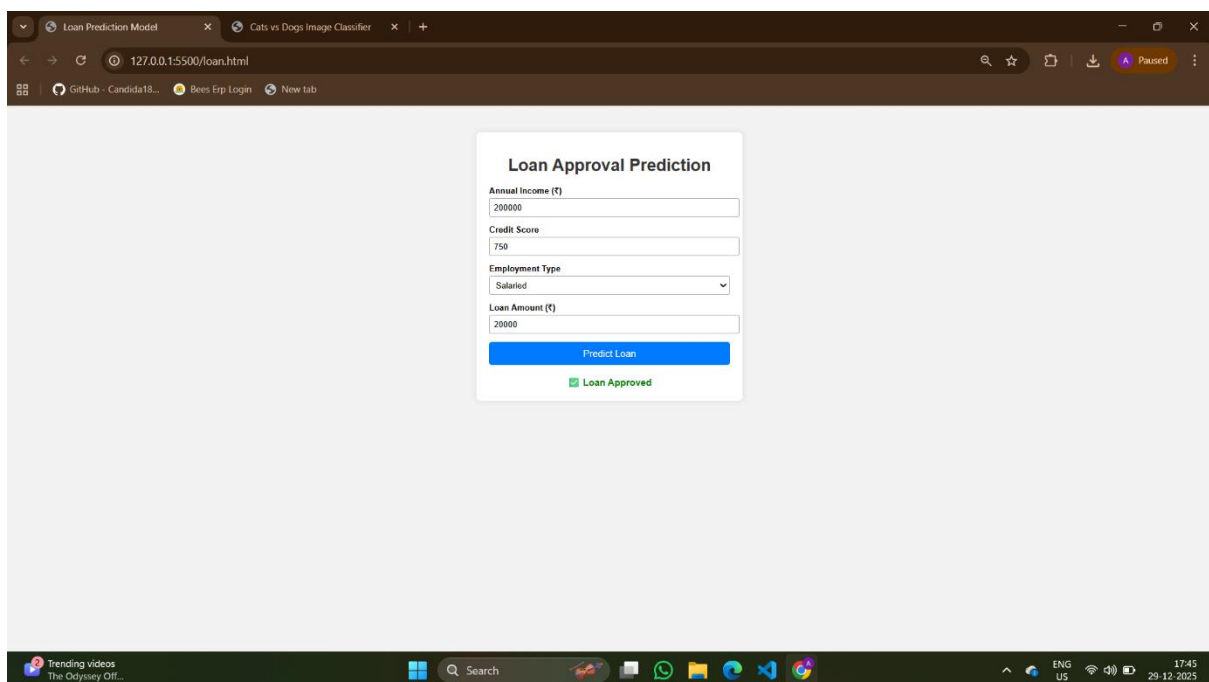 Loan Prediction Model
Cats vs Dogs Image Classifier
127.0.0.1:5500/loan.html
A Paused
GitHub - Candida18...
Bees Erp Login
New tab
Loan Approval Prediction
Annual Income (₹)
200000
Credit Score
750
Employment Type
Salaried
Loan Amount (₹)
20000
Predict Loan
Loan Approved
2
Trending videos
The Odyssey Off...
Search
ENG
US
17:45
29-12-2025